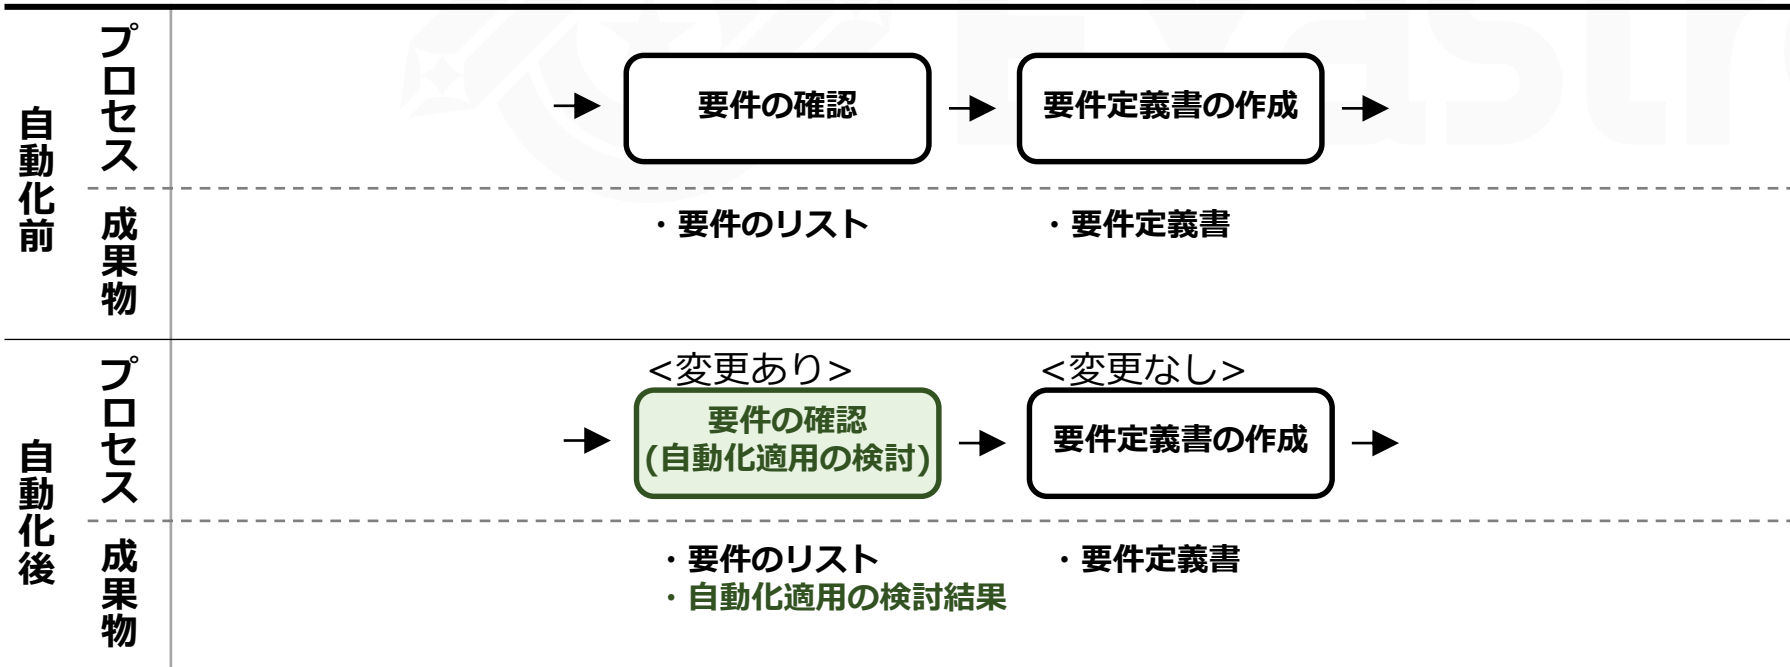 自動化前
プロセス
要件の確認
要件定義書の作成
成果物
・要件のリスト
・要件定義書
自動化後
プロセス
<変更あり>
<変更なし>
要件の確認
(自動化適用の検討)
要件定義書の作成
成果物
・要件のリスト
・自動化適用の検討結果
・要件定義書